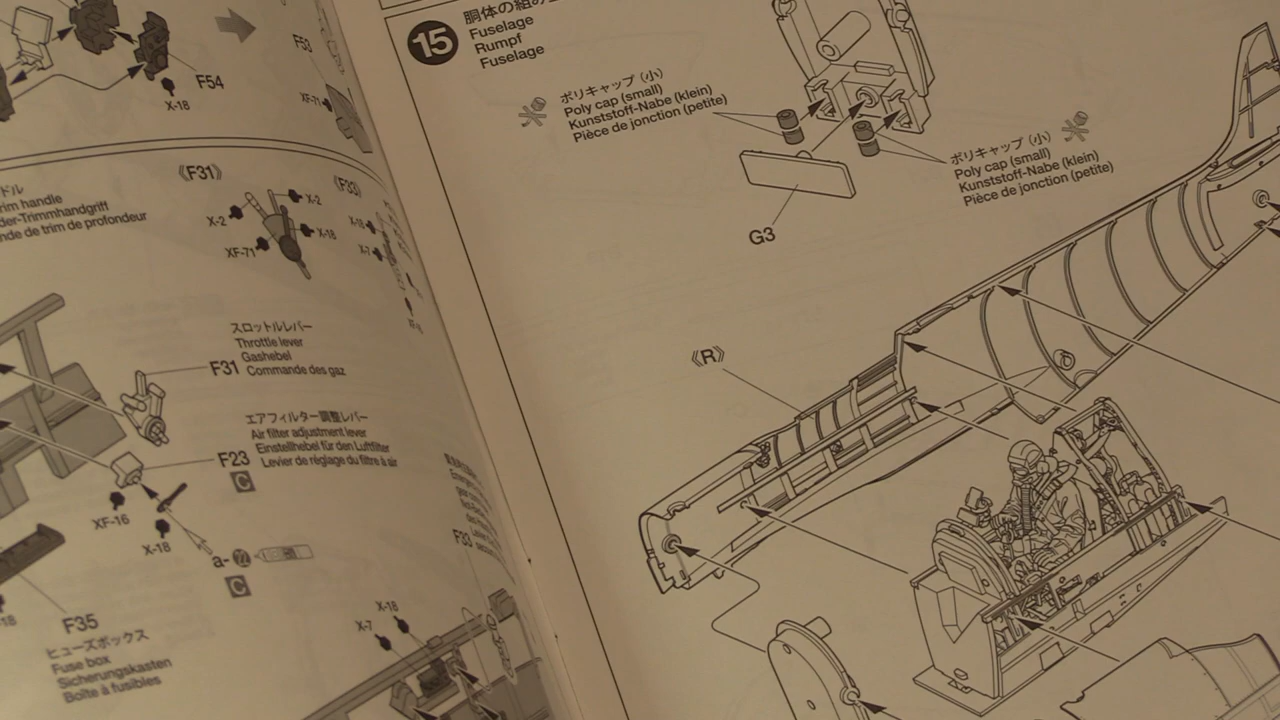 F54
X-18
F53
XF-71
ドル
rim handle
der-Trimmhandgriff
nde de trim de profondeur
《F31》
X-2
X-2
XF-71
X-18
《F33》
X-18
X-7
スロットルレバー
Throttle lever
Gashebel
Commande des gaz
F31
エアフィルター調整レバー
Air filter adjustment lever
Einstellhebel für den Luftfilter
Levier de réglage du filtre à air
F23
C
XF-16
X-18
a-
C
F33
F35
ヒューズボックス
Fuse box
Sicherungskasten
Boîte à fusibles
X-18
X-7
15
胴体の組み
Fuselage
Rumpf
Fuselage
ポリキャップ (小)
Poly cap (small)
Kunststoff-Nabe (klein)
Pièce de jonction (petite)
ポリキャップ (小)
Poly cap (small)
Kunststoff-Nabe (klein)
Pièce de jonction (petite)
G3
《R》